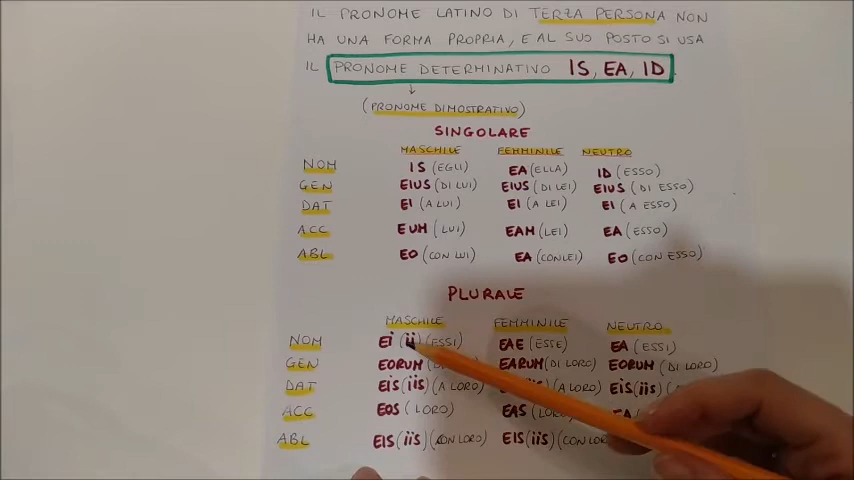 IL PRONOME LATINO DI TERZA PERSONA NON
HA UNA FORMA PROPRIA, E AL SUO POSTO SI USA
IL PRONOME DETERMINATIVO IS, EA, ID.
(PRONOME DIMOSTRATIVO)
SINGOLARE
MASCHILE FEMMINILE NEUTRO
NOM IS (EGLI) EA (ELLA) ID (ESSO)
GEN EIUS (DI LUI) EIUS (DI LEI) EIUS (DI ESSO)
DAT EI (A LUI) EI (A LEI) EI (A ESSO)
ACC EUM (LUI) EAM (LEI) EA (ESSO)
ABL EO (CON LUI) EA (CON LEI) EO (CON ESSO)
PLURALE
MASCHILE FEMMINILE NEUTRO
NOM Ei (ii) (ESSI) EAE (ESSE) EA (ESSI)
GEN EORUM EARUM (DI LORO) EORUM (DI LORO)
DAT Eis (iis) (A LORO) (A LORO) Eis (iis)
ACC EOS (LORO) EAS EA
ABL EIS (iis) (CON LORO) EIS (iis) (CON LORO